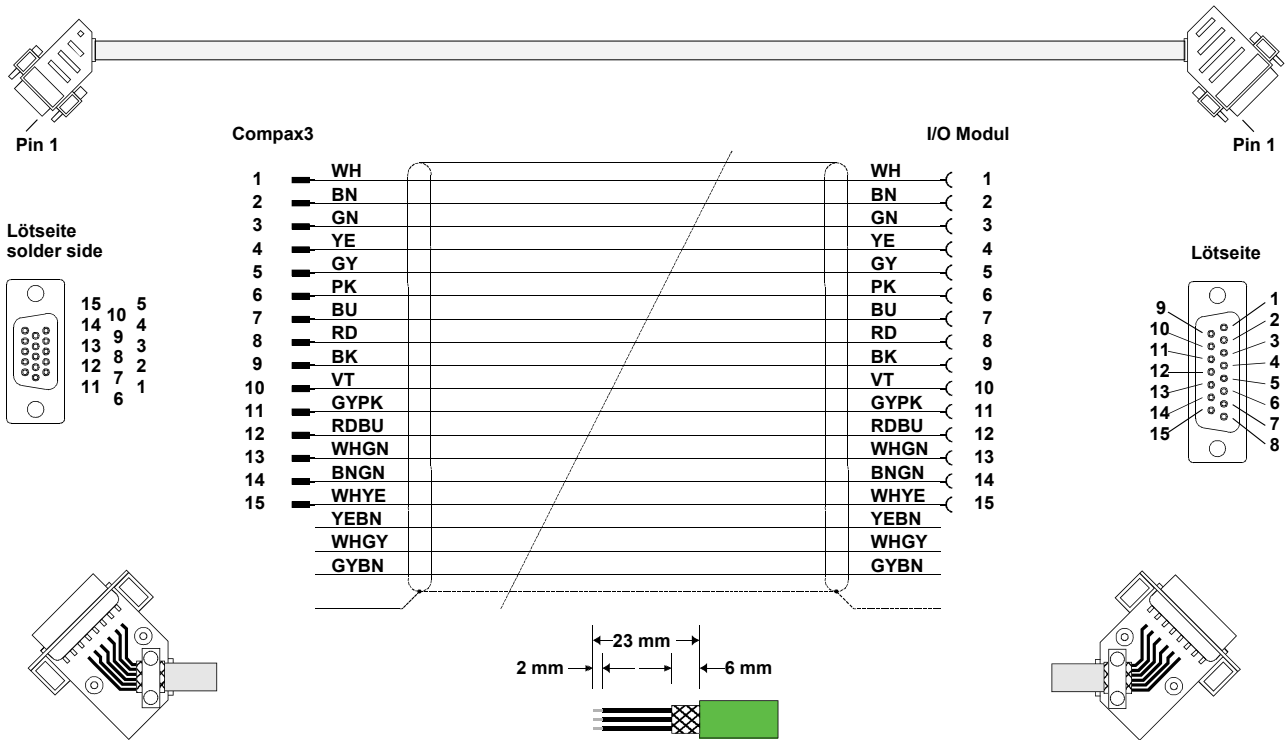 Pin 1
Pin 1
Compax3
I/O Modul
1 WH WH 1
2 BN BN 2
3 GN GN 3
4 YE YE 4
5 GY GY 5
6 PK PK 6
7 BU BU 7
8 RD RD 8
9 BK BK 9
10 VT VT 10
11 GYPK GYPK 11
12 RDBU RDBU 12
13 WHGN WHGN 13
14 BNGN BNGN 14
15 WHYE WHYE 15
YEBN YEBN
WHGY WHGY
GYBN GYBN
Lötseite
solder side
15 5
10
14 4
9
13 3
8
12 2
7
11 1
6
Lötseite
9 1
10 2
11 3
12 4
13 5
14 6
15 7
8
23 mm
2 mm 6 mm